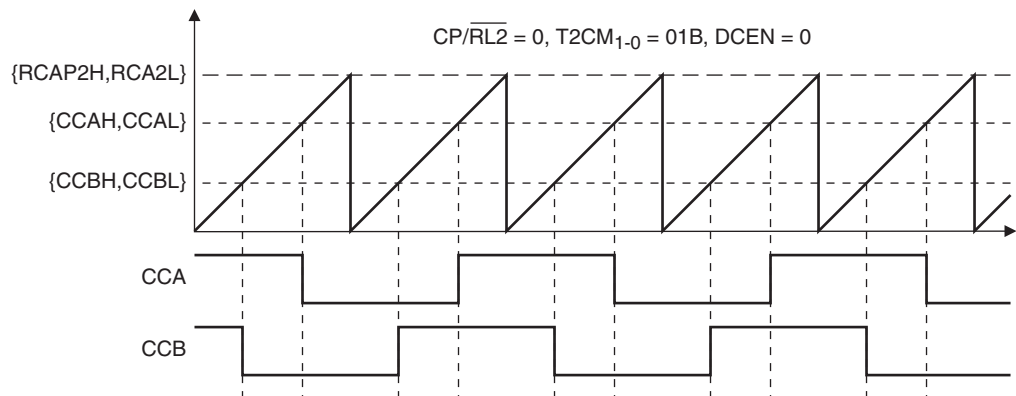 CP/RL2 = 0, T2CM1-0 = 01B, DCEN = 0
{RCAP2H,RCA2L}
{CCAH,CCAL}
{CCBH,CCBL}
CCA
CCB